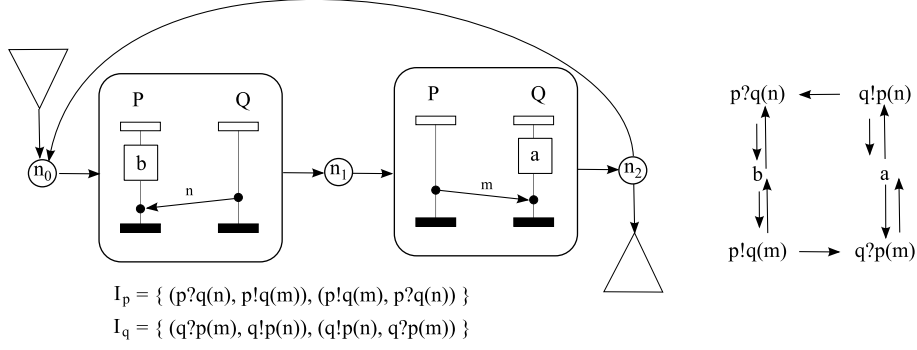 P Q P Q
p?q(n) q!p(n)
n0 b n n1 m a n2
b a
p!q(m) q?p(m)
Ip = { (p?q(n), p!q(m)), (p!q(m), p?q(n)) }
Iq = { (q?p(m), q!p(n)), (q!p(n), q?p(m)) }